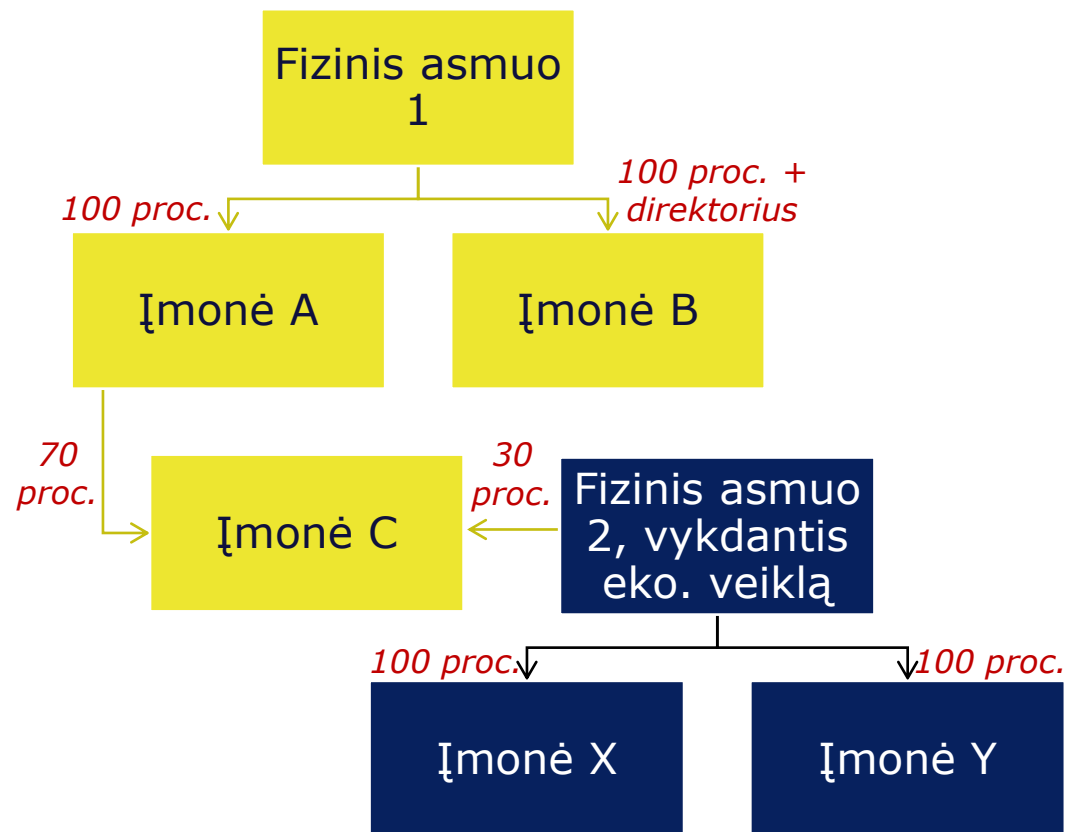 Fizinis asmuo
1
100 proc.
100 proc. +
direktorius
Įmonė A
Įmonė B
70
proc.
Įmonė C
30
proc.
Fizinis asmuo
2, vykdantis
eko. veiklą
100 proc.
100 proc.
Įmonė X
Įmonė Y